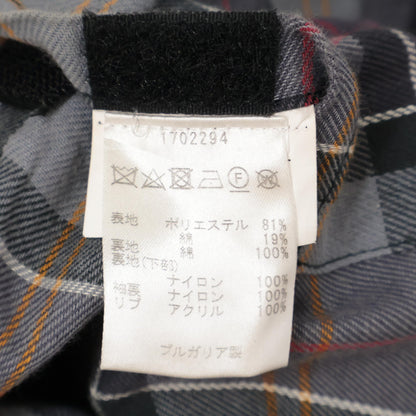 1702294
F
表地 ポリエステル 81%
綿 19%
裏地 綿 100%
裏地(下部)
ナイロン 100%
袖裏 ナイロン 100%
リブ アクリル 100%
ブルガリア製